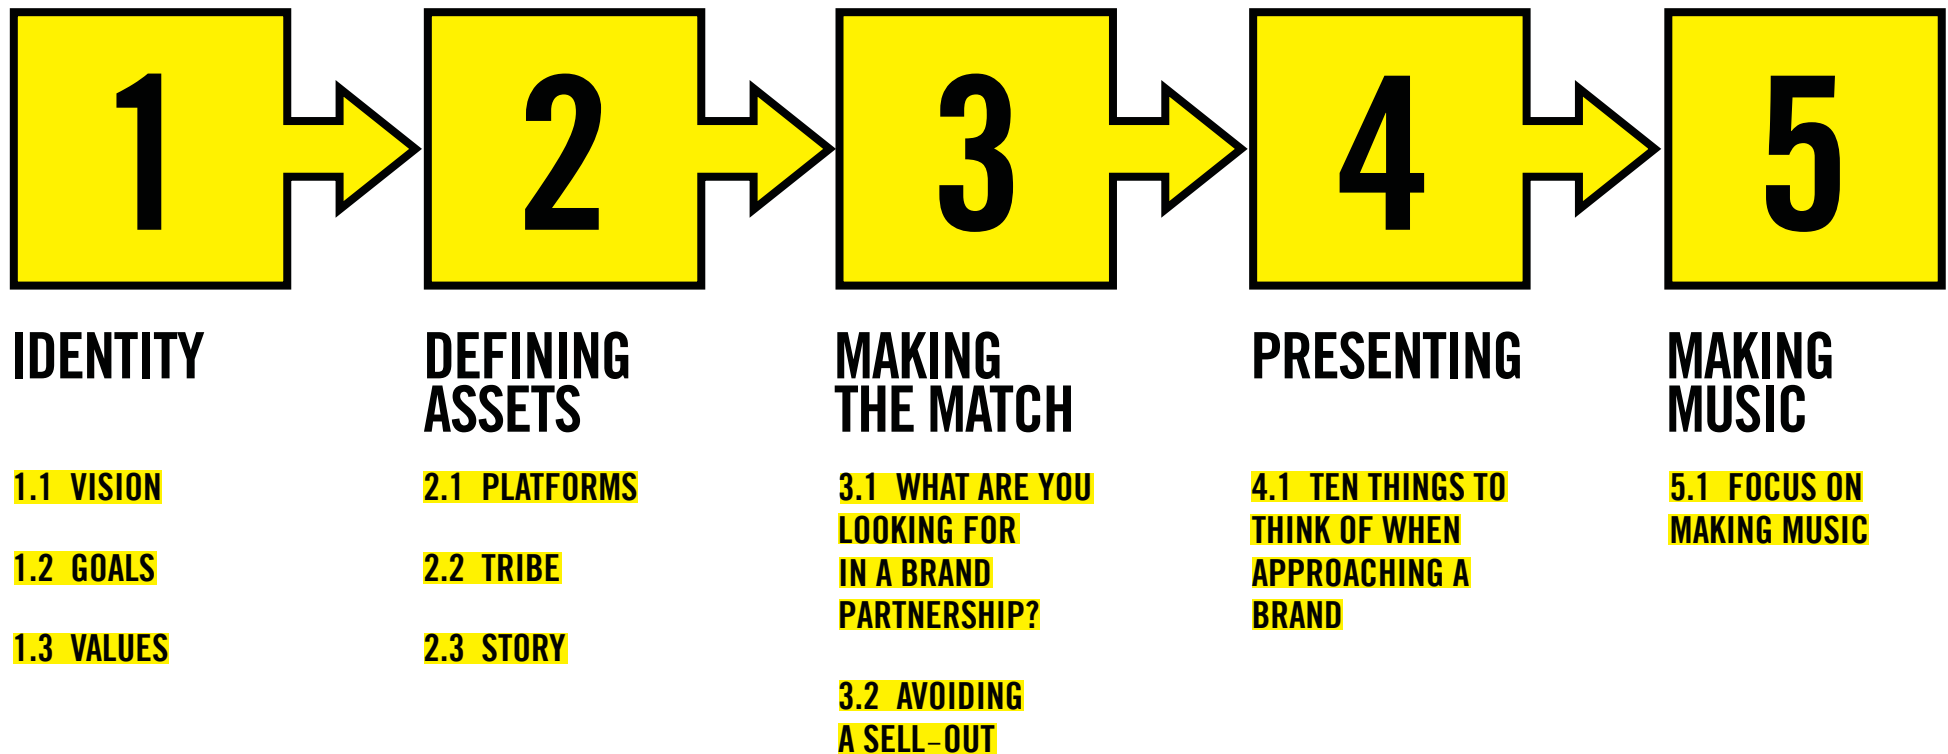 1
2
3
4
5
IDENTITY
1.1 VISION
1.2 GOALS
1.3 VALUES
DEFINING
ASSETS
2.1 PLATFORMS
2.2 TRIBE
2.3 STORY
MAKING
THE MATCH
3.1 WHAT ARE YOU
LOOKING FOR
IN A BRAND
PARTNERSHIP?
3.2 AVOIDING
A SELL-OUT
PRESENTING
4.1 TEN THINGS TO
THINK OF WHEN
APPROACHING A
BRAND
MAKING
MUSIC
5.1 FOCUS ON
MAKING MUSIC